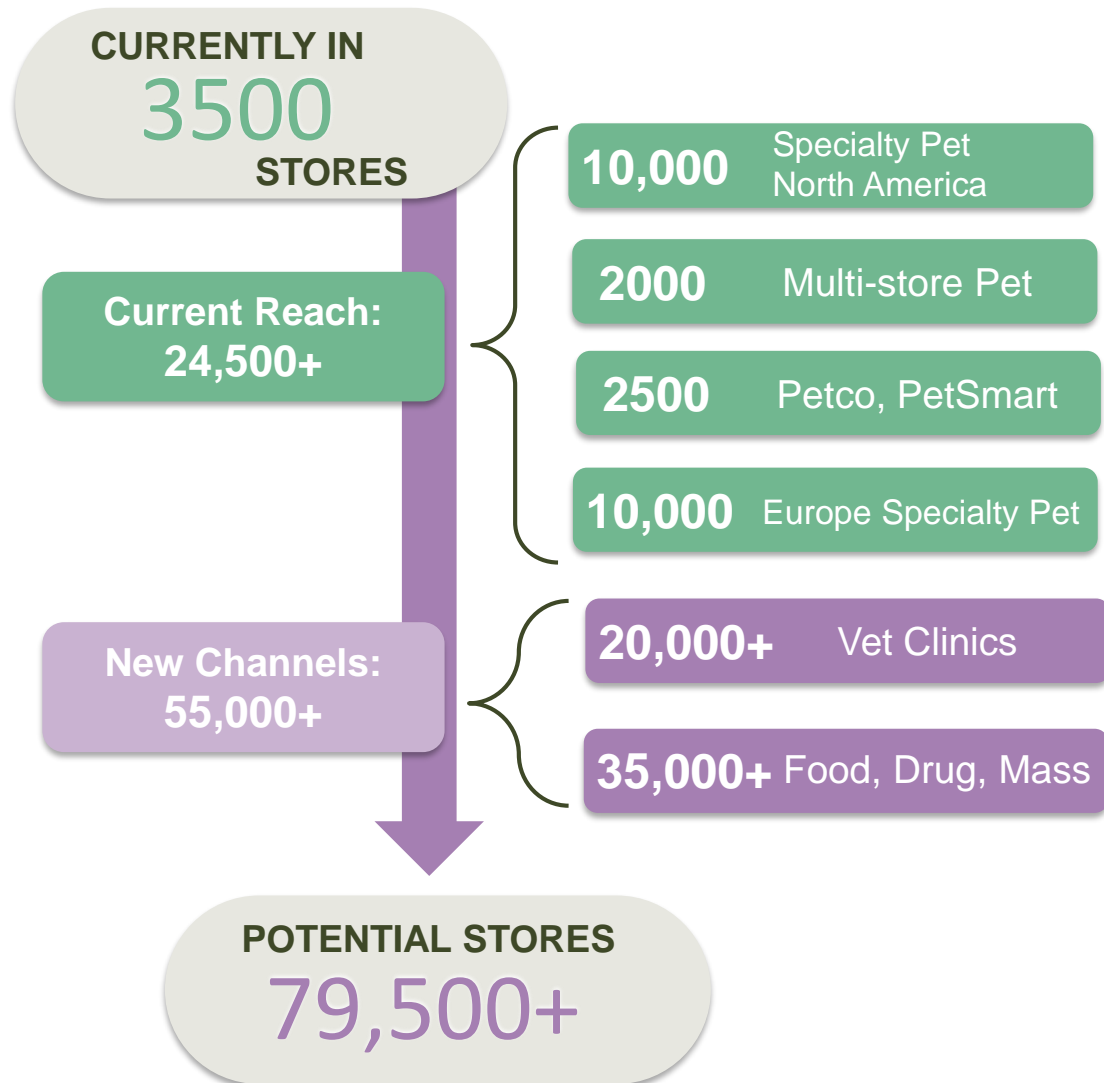 CURRENTLY IN
3500
STORES
10,000 Specialty Pet
North America
Current Reach:
24,500+
2000 Multi-store Pet
2500 Petco, PetSmart
10,000 Europe Specialty Pet
New Channels:
55,000+
20,000+ Vet Clinics
35,000+ Food, Drug, Mass
POTENTIAL STORES
79,500+